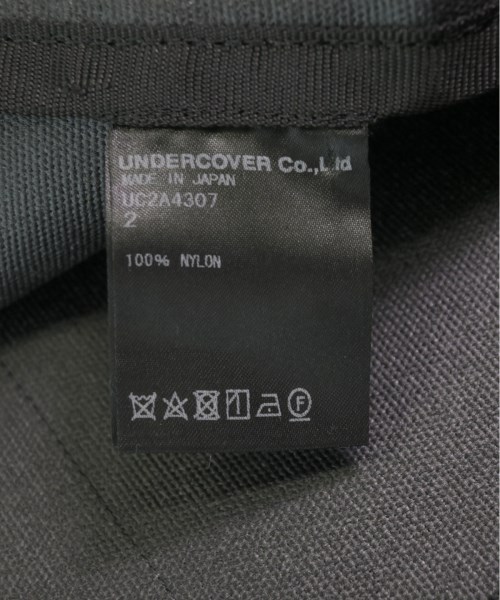 UNDERCOVER Co.,Ltd
MADE IN JAPAN
UC2A4307
2
100% NYLON
F